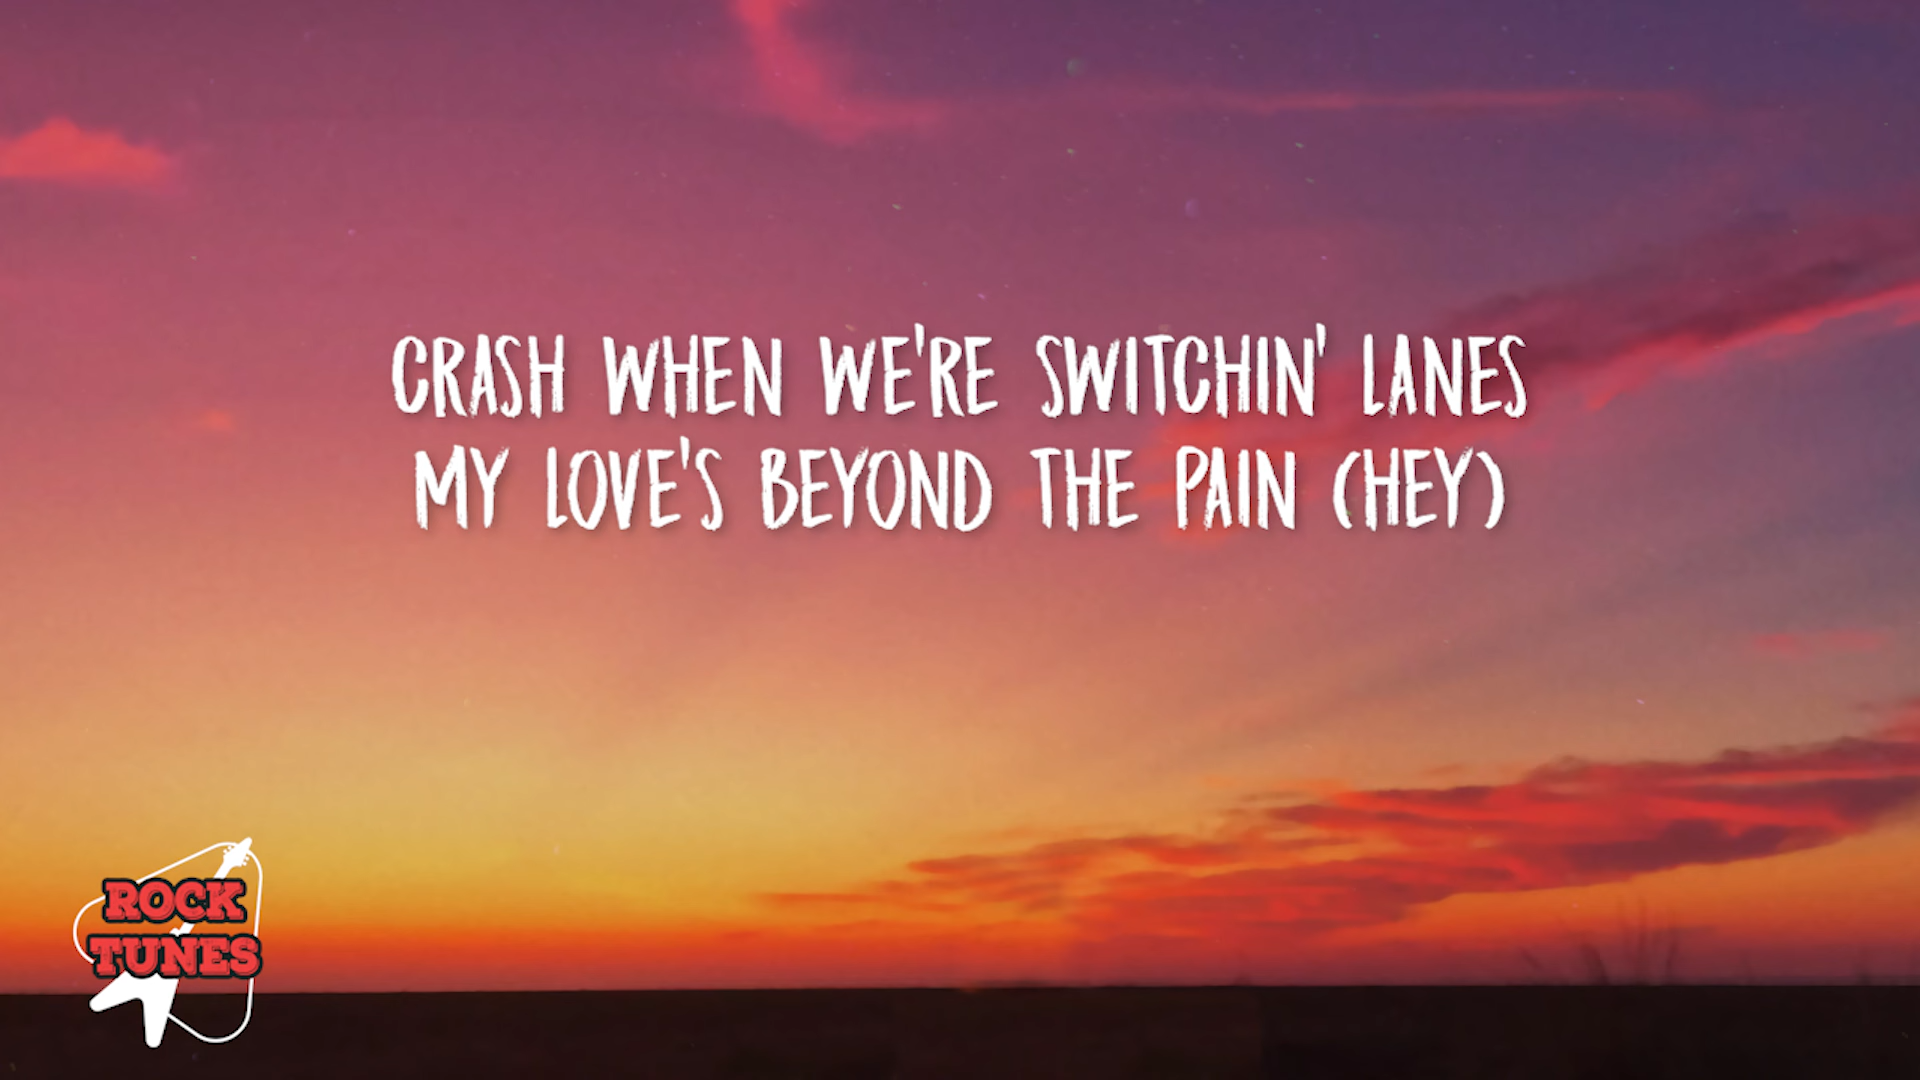 CRASH WHEN WE'RE SWITCHIN' LANES
MY LOVE'S BEYOND THE PAIN (HEY)
ROCK
TUNES